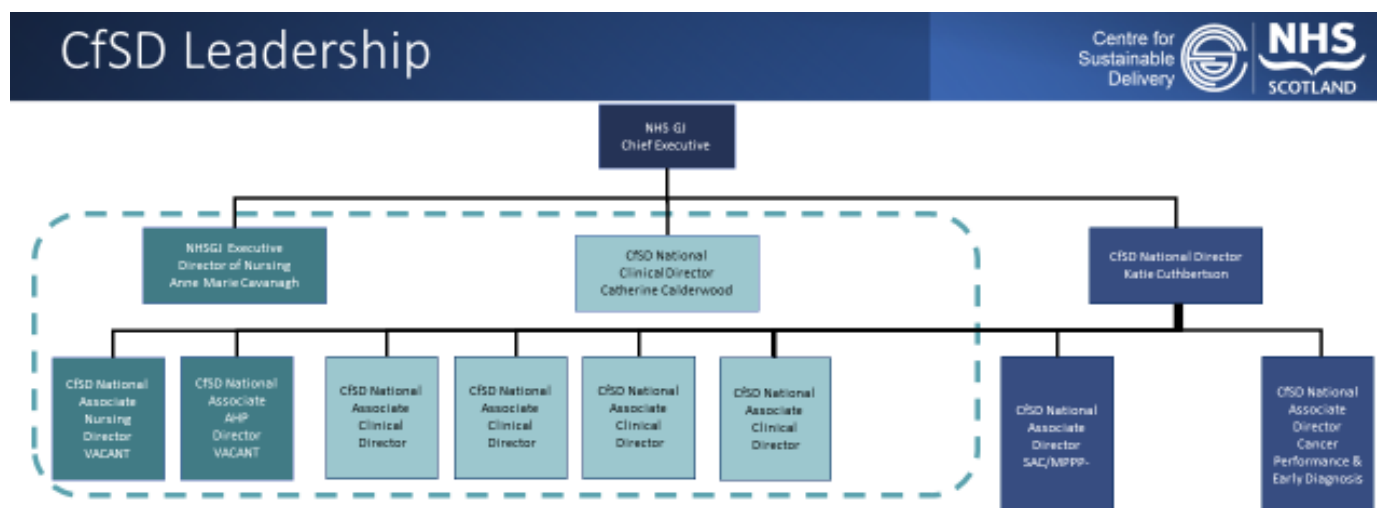 CfSD Leadership
Centre for
Sustainable
Delivery
NHS
SCOTLAND
NHS GJ
Chief Executive
NHSGJ Executive
Director of Nursing
Anne Marie Cavanagh
CfSD National
Clinical Director
Catherine Calderwood
CfSD National Director
Katie Cuthbertson
CfSD National
Associate
Nursing
Director
VACANT
CfSD National
Associate
AHP
Director
VACANT
CfSD National
Associate
Clinical
Director
CfSD National
Associate
Clinical
Director
CfSD National
Associate
Clinical
Director
CfSD National
Associate
Clinical
Director
CfSD National
Associate
Director
SAC/MPPP-
CfSD National
Associate
Director
Cancer
Performance &
Early Diagnosis